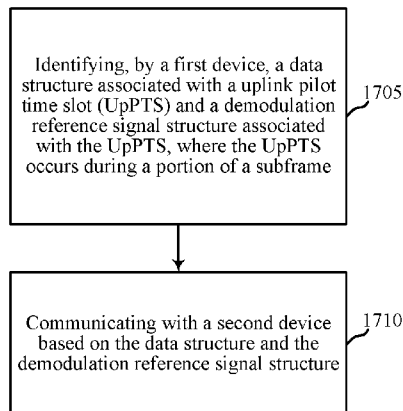 Identifying, by a first device, a data
structure associated with a uplink pilot
time slot (UpPTS) and a demodulation
reference signal structure associated
with the UpPTS, where the UpPTS
occurs during a portion of a subframe
1705
Communicating with a second device
based on the data structure and the
demodulation reference signal structure
1710